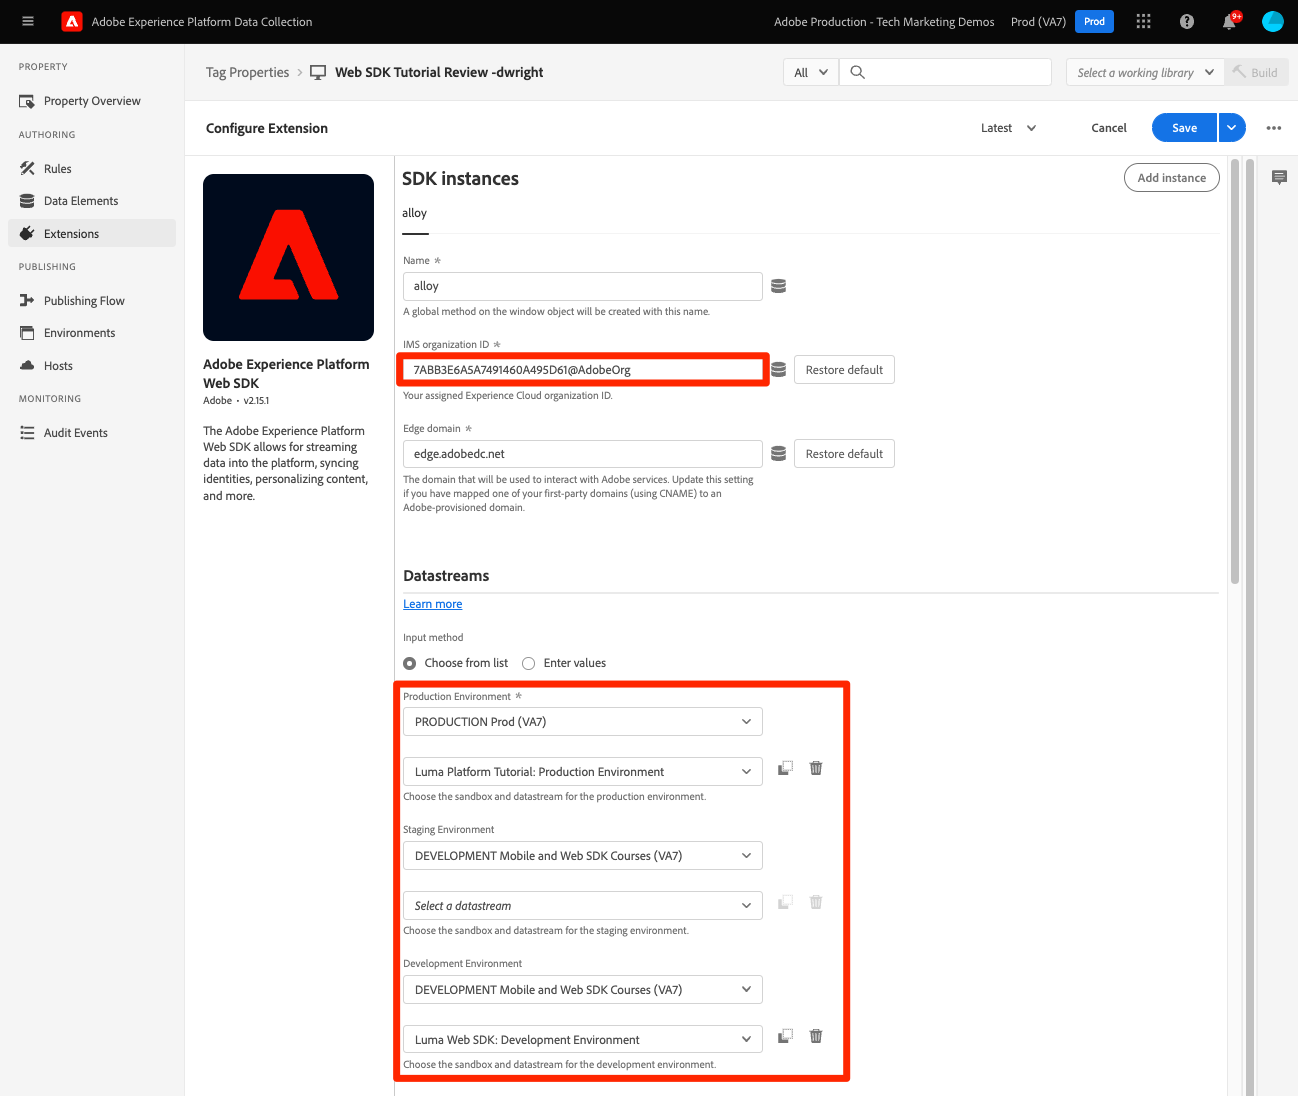 Adobe Experience Platform Data Collection
Adobe Production - Tech Marketing Demos
Prod (VA7)
Prod
9+
PROPERTY
Property Overview
AUTHORING
Rules
Data Elements
Extensions
PUBLISHING
Publishing Flow
Environments
Hosts
MONITORING
Audit Events
Tag Properties
Web SDK Tutorial Review -dwright
All
Select a working library
Build
Configure Extension
Latest
Cancel
Save
Adobe Experience Platform
Web SDK
Adobe • v2.15.1
The Adobe Experience Platform
Web SDK allows for streaming
data into the platform, syncing
identities, personalizing content,
and more.
SDK instances
Add instance
alloy
Name *
alloy
A global method on the window object will be created with this name.
IMS organization ID *
7ABB3E6A5A7491460A495D61@AdobeOrg
Restore default
Your assigned Experience Cloud organization ID.
Edge domain *
edge.adobedc.net
Restore default
The domain that will be used to interact with Adobe services. Update this setting
if you have mapped one of your first-party domains (using CNAME) to an
Adobe-provisioned domain.
Datastreams
Learn more
Input method
Choose from list
Enter values
Production Environment *
PRODUCTION Prod (VA7)
Luma Platform Tutorial: Production Environment
Choose the sandbox and datastream for the production environment.
Staging Environment
DEVELOPMENT Mobile and Web SDK Courses (VA7)
Select a datastream
Choose the sandbox and datastream for the staging environment.
Development Environment
DEVELOPMENT Mobile and Web SDK Courses (VA7)
Luma Web SDK: Development Environment
Choose the sandbox and datastream for the development environment.